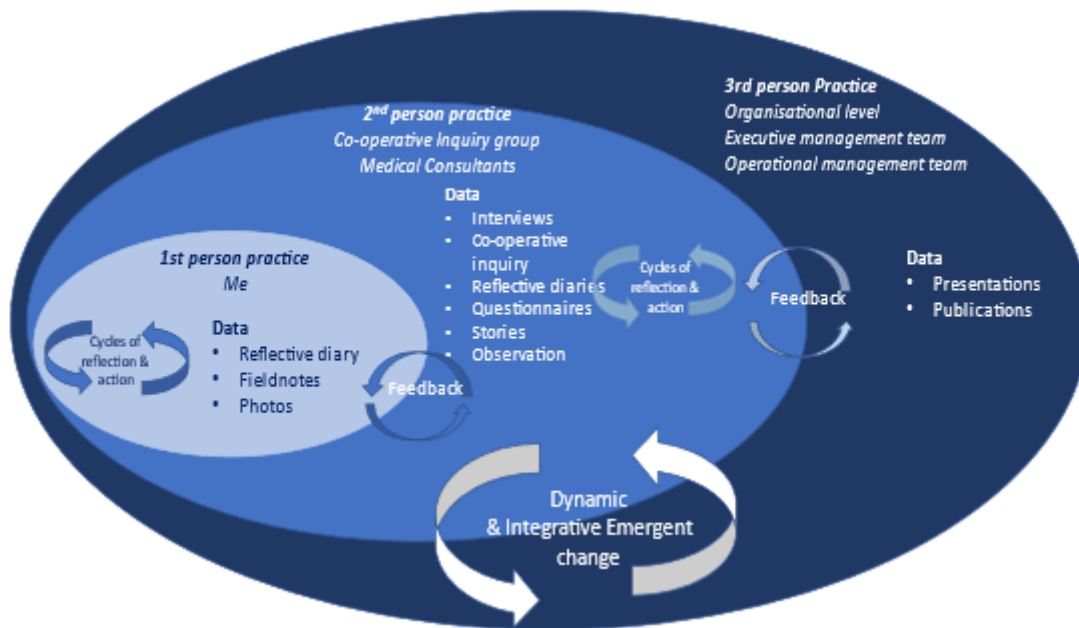 3rd person Practice
Organisational level
Executive management team
Operational management team
2nd person practice
Co-operative Inquiry group
Medical Consultants
Data
▪ Interviews
▪ Co-operative
inquiry
▪ Reflective diaries
▪ Questionnaires
▪ Stories
▪ Observation
Cycles of
reflection &
action
Feedback
Data
• Presentations
• Publications
1st person practice
Me
Cycles of
reflection &
action
Data
• Reflective diary
• Fieldnotes
• Photos
Feedback
Dynamic
& Integrative Emergent
change